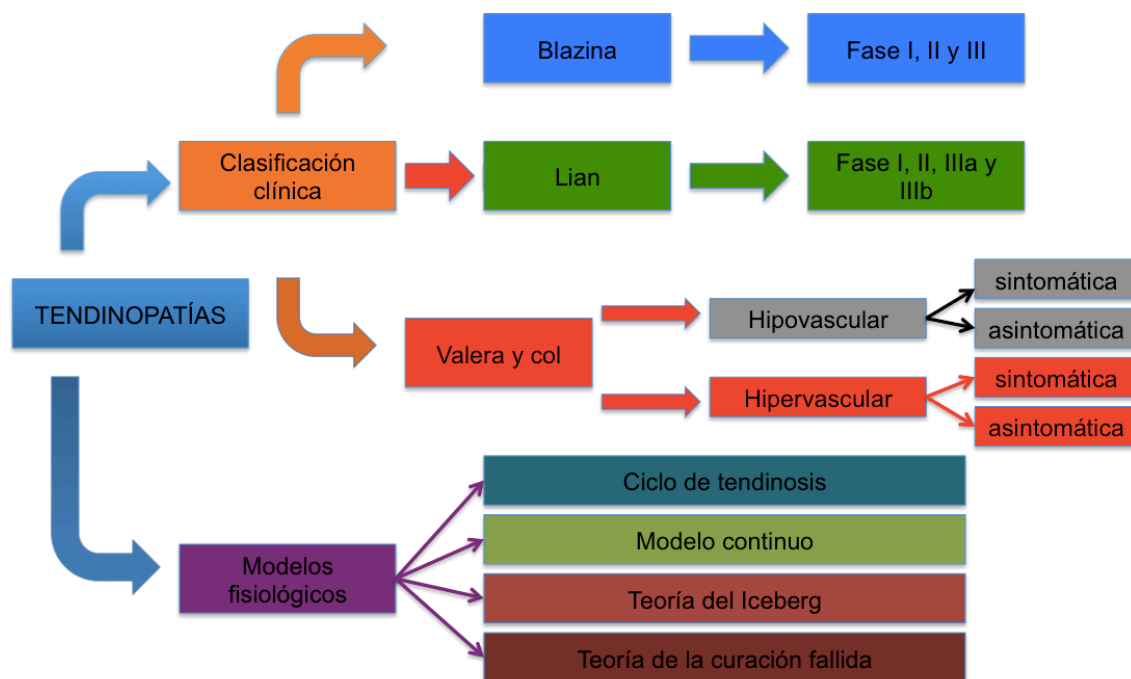 Blazina
Fase I, II y III
Clasificación
clínica
Lian
Fase I, II, IIIa y
IIIb
TENDINOPATÍAS
Valera y col
Hipovascular
sintomática
asintomática
Hipervascular
sintomática
asintomática
Modelos
fisiológicos
Ciclo de tendinosis
Modelo continuo
Teoría del Iceberg
Teoría de la curación fallida